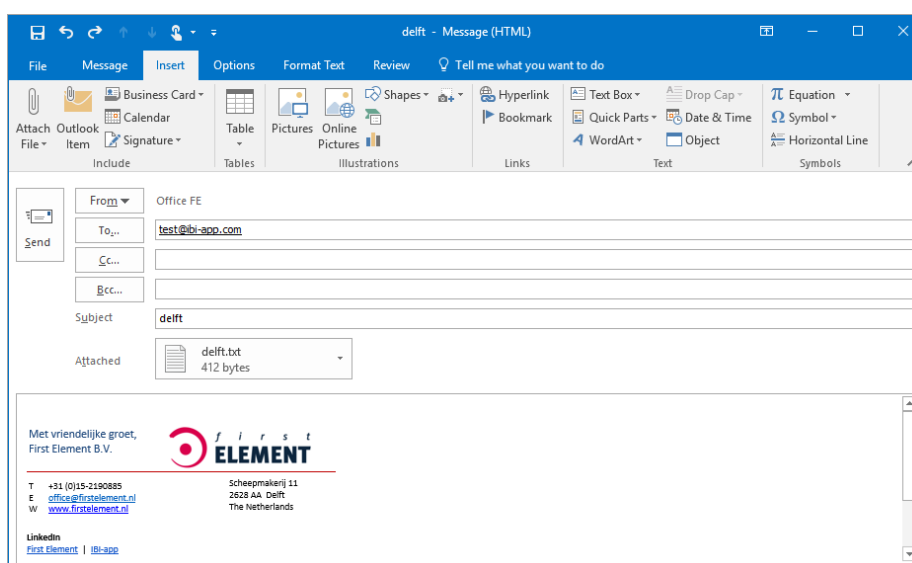 delft - Message (HTML)
File Message Insert Options Format Text Review Tell me what you want to do
Attach File Outlook Item Business Card Calendar Signature Table Pictures Online Pictures Shapes Hyperlink Bookmark Text Box Quick Parts WordArt Drop Cap Date & Time Object Equation Symbol Horizontal Line
Include Tables Illustrations Links Text Symbols
Send
From Office FE
To... test@ibi-app.com
Cc...
Bcc...
Subject delft
Attached delft.txt
412 bytes
Met vriendelijke groet,
First Element B.V.
first
ELEMENT
T +31 (0)15-2190885
E office@firstelement.nl
W www.firstelement.nl
Scheepmakerij 11
2628 AA Delft
The Netherlands
LinkedIn
First Element | IBI-app